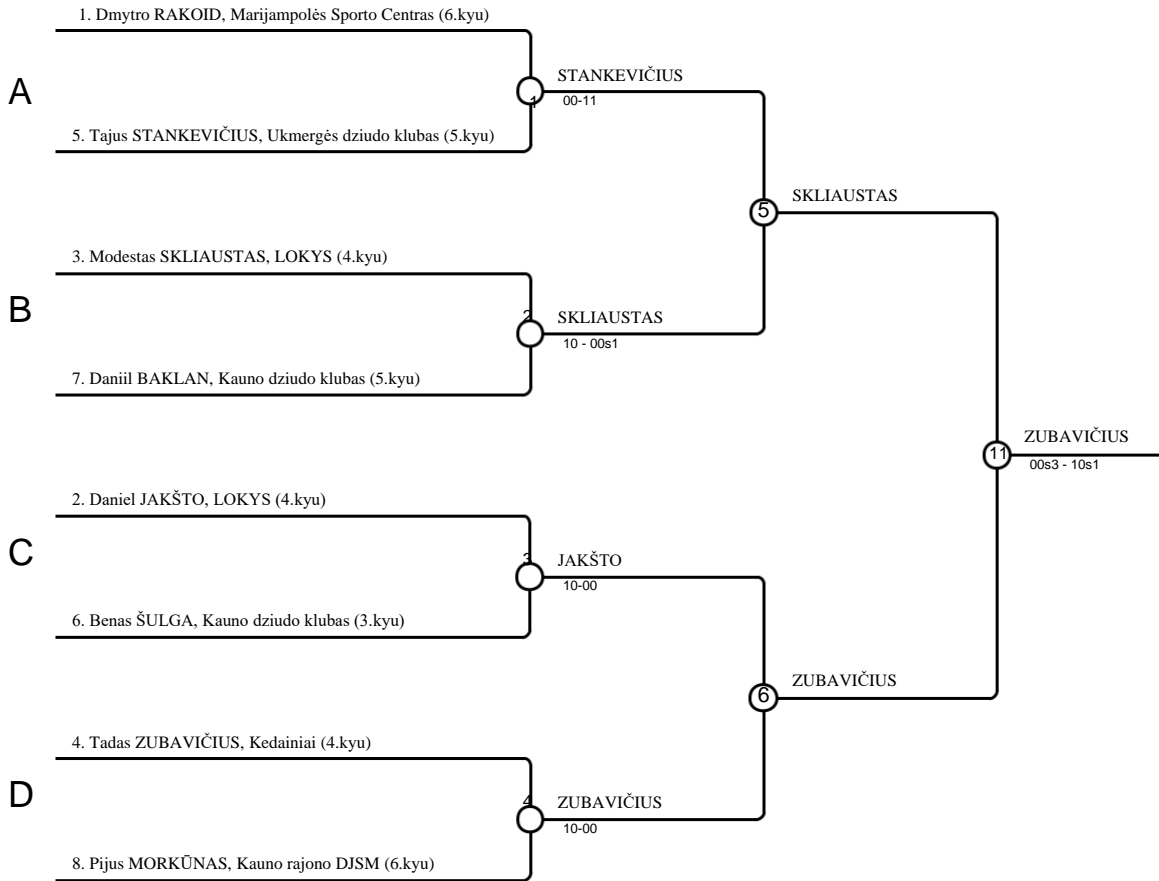 1. Dmytro RAKOID, Marijampolės Sporto Centras (6.kyu)
A
STANKEVIČIUS
1
00-11
5. Tajus STANKEVIČIUS, Ukmergės dziudo klubas (5.kyu)
SKLIAUSTAS
5
3. Modestas SKLIAUSTAS, LOKYS (4.kyu)
B
2
SKLIAUSTAS
10 - 00s1
7. Daniil BAKLAN, Kauno dziudo klubas (5.kyu)
ZUBAVIČIUS
11
00s3 - 10s1
2. Daniel JAKŠTO, LOKYS (4.kyu)
C
3
JAKŠTO
10-00
6. Benas ŠULGA, Kauno dziudo klubas (3.kyu)
ZUBAVIČIUS
6
4. Tadas ZUBAVIČIUS, Kedainiai (4.kyu)
D
4
ZUBAVIČIUS
10-00
8. Pijus MORKŪNAS, Kauno rajono DJSM (6.kyu)